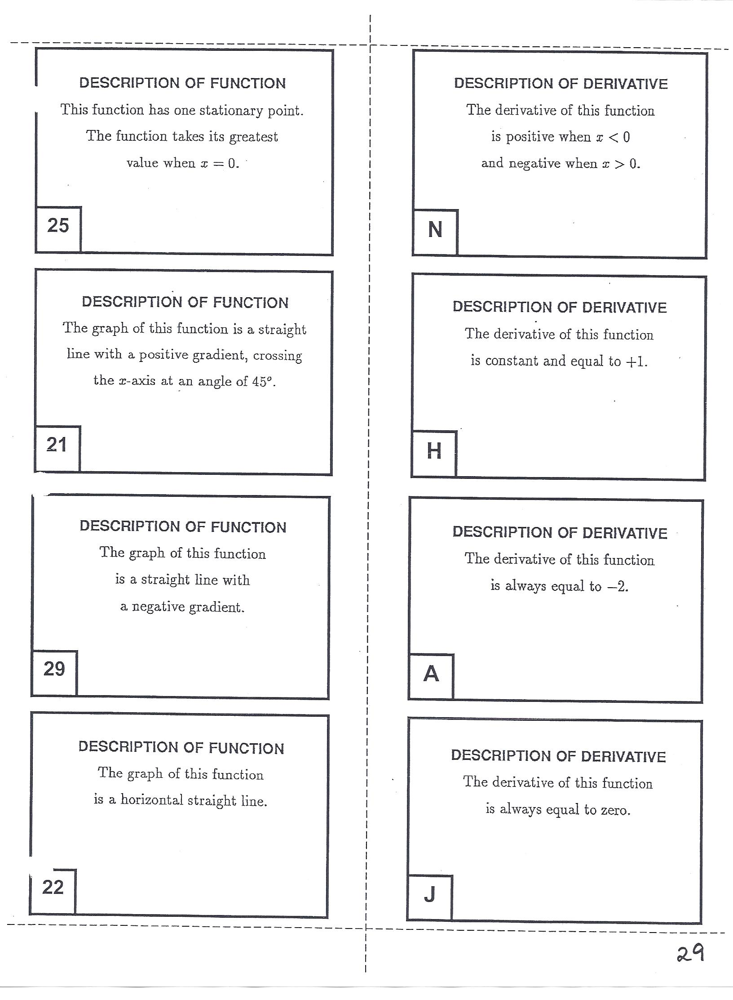 DESCRIPTION OF FUNCTION
This function has one stationary point.
The function takes its greatest
value when x = 0.
25
DESCRIPTION OF DERIVATIVE
The derivative of this function
is positive when x < 0
and negative when x > 0.
N
DESCRIPTION OF FUNCTION
The graph of this function is a straight
line with a positive gradient, crossing
the x-axis at an angle of 45°.
21
DESCRIPTION OF DERIVATIVE
The derivative of this function
is constant and equal to +1.
H
DESCRIPTION OF FUNCTION
The graph of this function
is a straight line with
a negative gradient.
29
DESCRIPTION OF DERIVATIVE
The derivative of this function
is always equal to −2.
A
DESCRIPTION OF FUNCTION
The graph of this function
is a horizontal straight line.
22
DESCRIPTION OF DERIVATIVE
The derivative of this function
is always equal to zero.
J
29